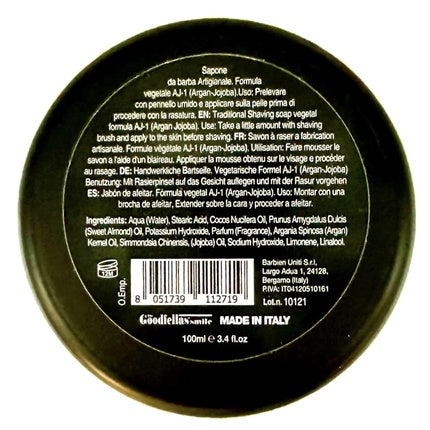 Sapone
da barba Artigianale. Formula
vegetale AJ-1 (Argan-Jojoba).Uso: Prelevare
con pennello umido e applicare sulla pelle prima di
procedere con la rasatura. EN: Traditional Shaving soap vegetal
formula AJ-1 (Argan Jojoba). Use: Take a little amount with shaving
brush and apply to the skin before shaving. FR: Savon à raser a fabrication
artisanale. Formule végétale AJ-1 (Argan-Jojoba). Utilisation: Faire mousser le
savon a l'aide d'un blaireau. Appliquer la mousse obtenu sur le visage e procéder
au rasage. DE: Handwerkliche Bartseife. Vegetarische Formel AJ-1 (Argan-Jojoba)
Benutzung: Mit Rasierpinsel auf das Gesicht auflegen und mit der Rasur vorgehen
ES: Jabón de afeitar. Fórmula vegetal AJ-1 (Argan-Jojoba). Uso: Montar con una
brocha de afeitar, Extender sobre la cara y proceder a afeitar.
Ingredients: Aqua (Water), Stearic Acid, Cocos Nucifera Oil, Prunus Amygdalus Dulcis
(Sweet Almond) Oil, Potassium Hydroxide, Parfum (Fragrance), Argania Spinosa (Argan)
Kernel Oil, Simmondsia Chinensis, (Jojoba) Oil, Sodium Hydroxide, Limonene, Linalool.
12M
O.Emp.
8 051739 112719
Barbieri Uniti S.r.l,
Largo Adua 1, 24128,
Bergamo (Italy)
P.IVA: IT04120510161
Lot.n. 10121
the Goodfellas' smile MADE IN ITALY
100ml e 3.4 fl.oz